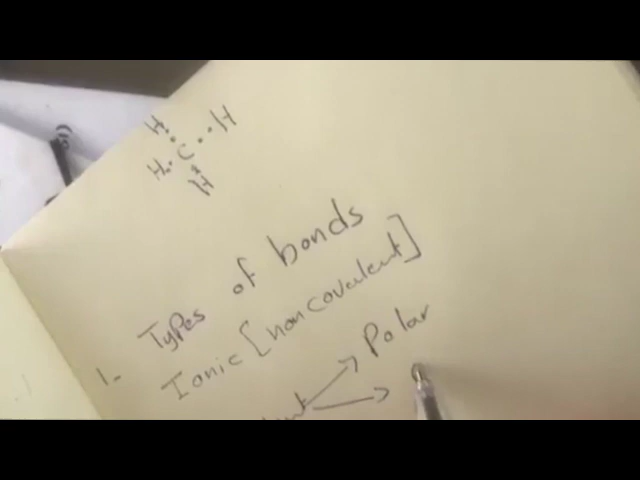 H H
C
H
H
Types of bonds
1- Ionic [non covalent]
Polar